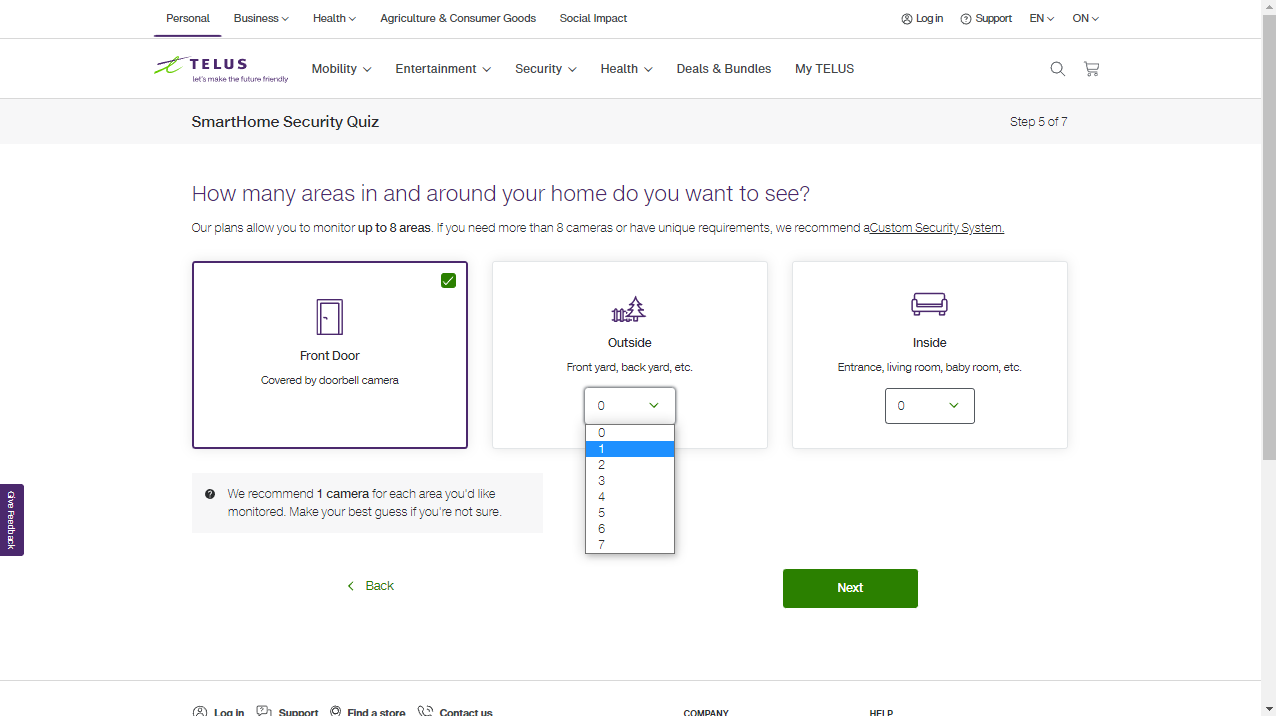 Personal Business Health Agriculture & Consumer Goods Social Impact Log in Support EN ON
TELUS
let's make the future friendly
Mobility Entertainment Security Health Deals & Bundles My TELUS
SmartHome Security Quiz Step 5 of 7
How many areas in and around your home do you want to see?
Our plans allow you to monitor up to 8 areas. If you need more than 8 cameras or have unique requirements, we recommend aCustom Security System.
Front Door
Covered by doorbell camera
Outside
Front yard, back yard, etc.
0
0
1
2
3
4
5
6
7
Inside
Entrance, living room, baby room, etc.
0
We recommend 1 camera for each area you'd like
monitored. Make your best guess if you're not sure.
Give Feedback
Back
Next
Log in Support Find a store Contact us COMPANY HELP